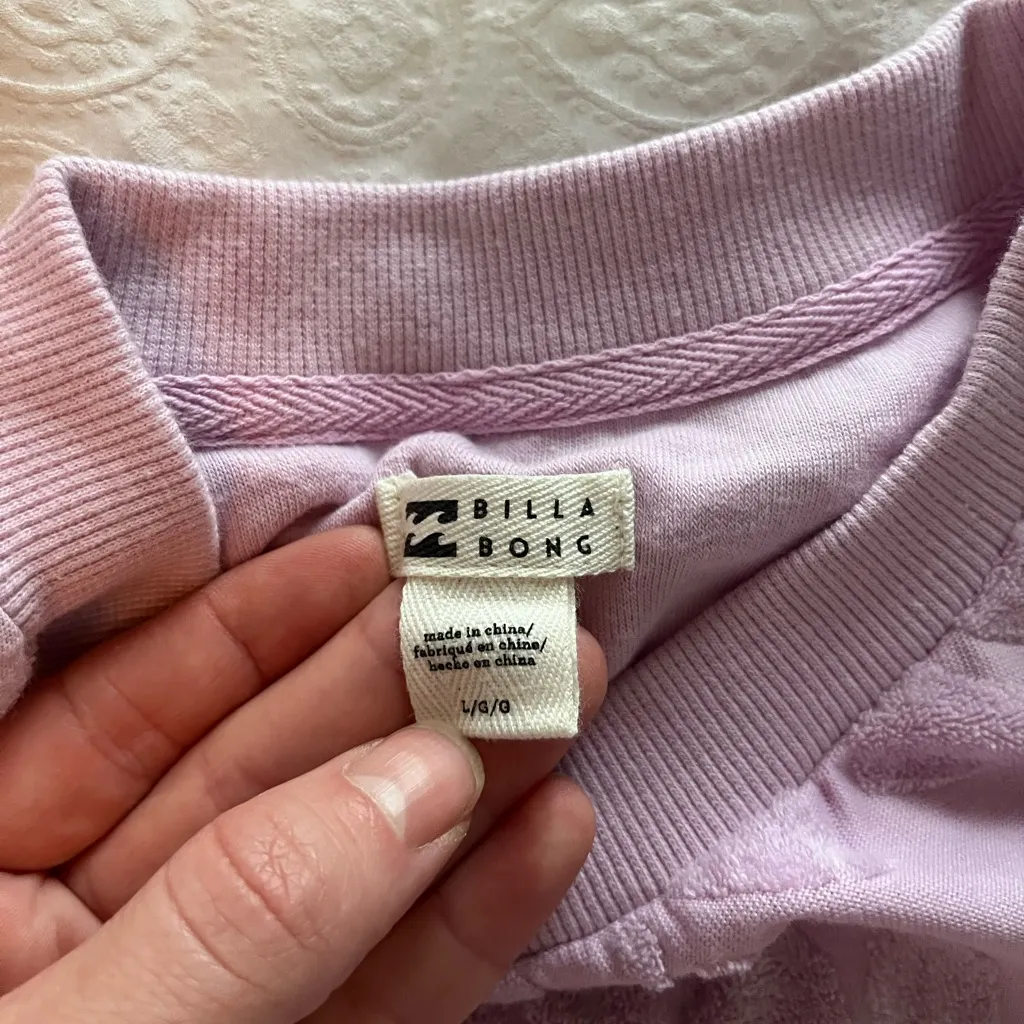 BILLA
BONG
made in china/
fabriqué en chine/
hecho en china
L/G/G